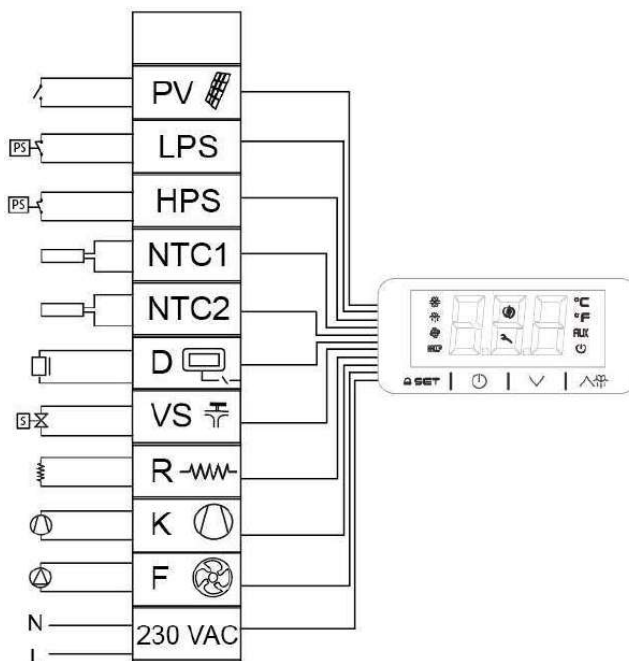 PV
PS LPS
PS HPS
NTC1
NTC2
D
S VS
R
K
F
N 230 VAC
L
°C
°F
AUX
SET